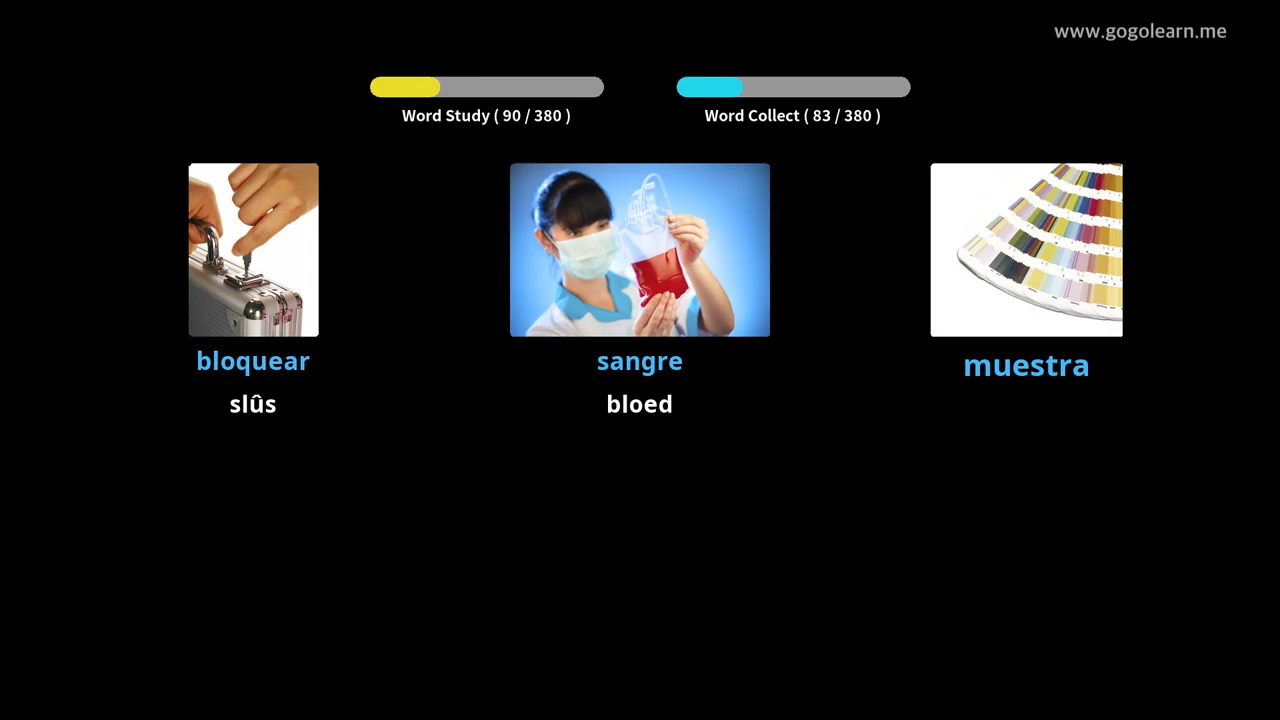 www.gogolearn.me
Word Study ( 90 / 380 )
Word Collect ( 83 / 380 )
bloquear
slûs
sangre
bloed
muestra